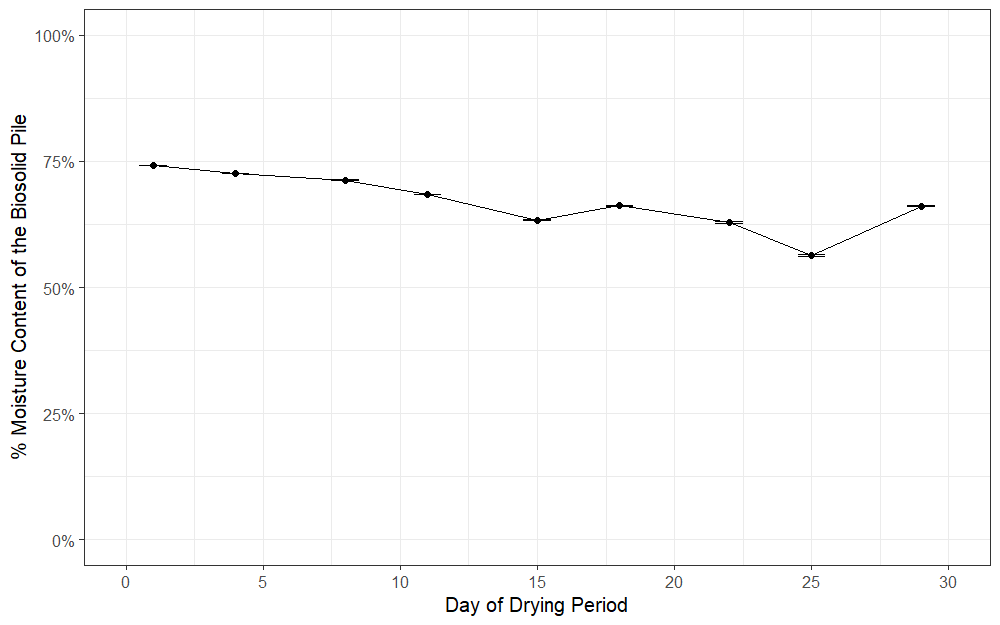 % Moisture Content of the Biosolid Pile
100%
75%
50%
25%
0%
0 5 10 15 20 25 30
Day of Drying Period